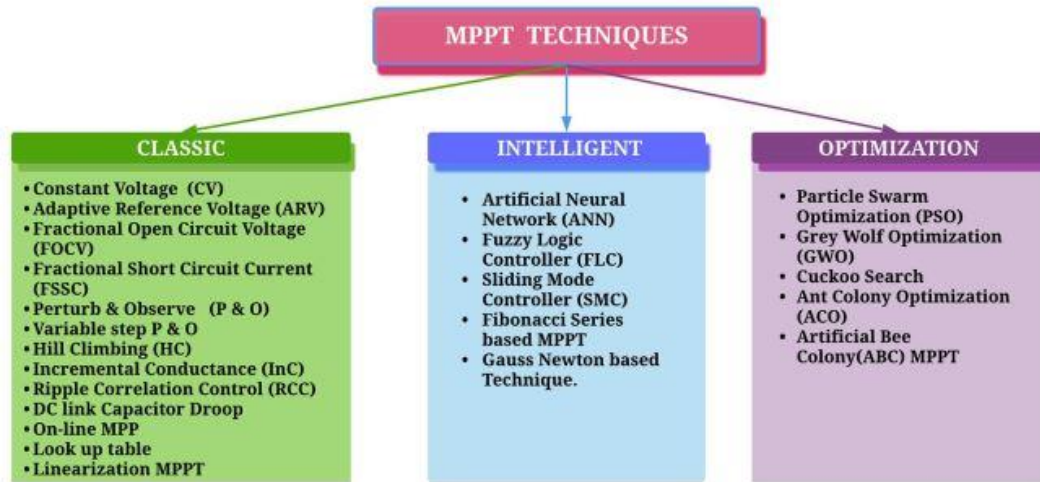 MPPT TECHNIQUES
CLASSIC
• Constant Voltage (CV)
• Adaptive Reference Voltage (ARV)
• Fractional Open Circuit Voltage
(FOCV)
• Fractional Short Circuit Current
(FSSC)
• Perturb & Observe (P & O)
• Variable step P & O
• Hill Climbing (HC)
• Incremental Conductance (InC)
• Ripple Correlation Control (RCC)
• DC link Capacitor Droop
• On-line MPP
• Look up table
• Linearization MPPT
INTELLIGENT
• Artificial Neural
Network (ANN)
• Fuzzy Logic
Controller (FLC)
• Sliding Mode
Controller (SMC)
• Fibonacci Series
based MPPT
• Gauss Newton based
Technique.
OPTIMIZATION
• Particle Swarm
Optimization (PSO)
• Grey Wolf Optimization
(GWO)
• Cuckoo Search
• Ant Colony Optimization
(ACO)
• Artificial Bee
Colony(ABC) MPPT